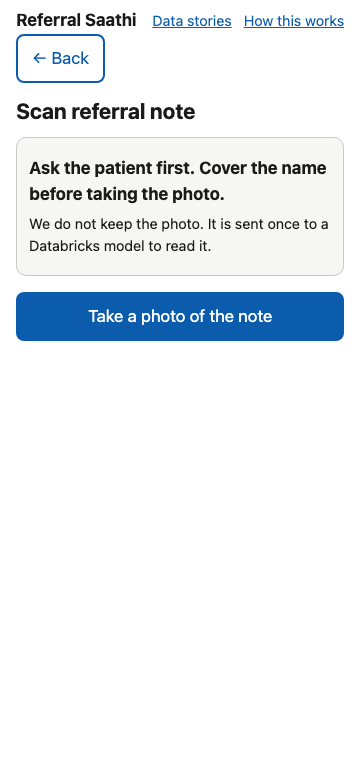 Referral Saathi Data stories How this works
← Back
Scan referral note
Ask the patient first. Cover the name
before taking the photo.
We do not keep the photo. It is sent once to a
Databricks model to read it.
Take a photo of the note